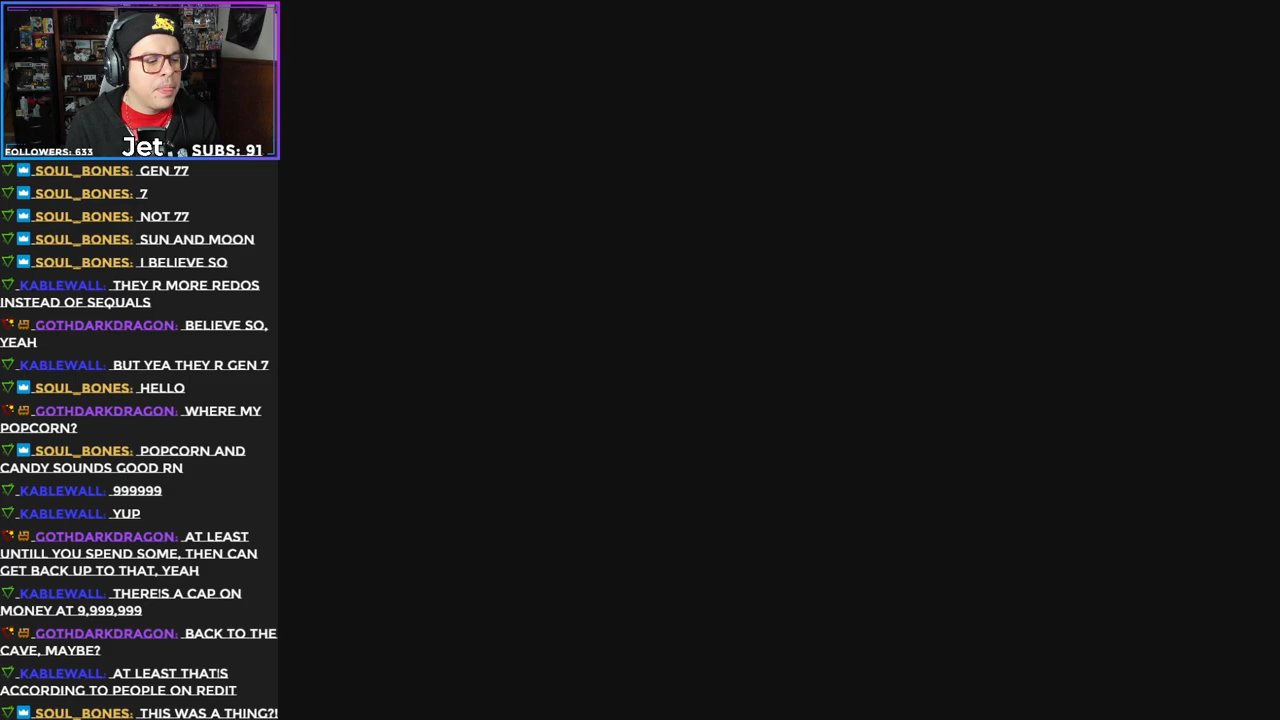 FOLLOWERS: 633
Jet
SUBS: 91
SOUL_BONES: GEN 77
SOUL_BONES: 7
SOUL_BONES: NOT 77
SOUL_BONES: SUN AND MOON
SOUL_BONES: I BELIEVE SO
KABLEWALL: THEY R MORE REDOS
INSTEAD OF SEQUALS
GOTHDARKDRAGON: BELIEVE SO,
YEAH
KABLEWALL: BUT YEA THEY R GEN 7
SOUL_BONES: HELLO
GOTHDARKDRAGON: WHERE MY
POPCORN?
SOUL_BONES: POPCORN AND
CANDY SOUNDS GOOD RN
KABLEWALL: 999999
KABLEWALL: YUP
GOTHDARKDRAGON: AT LEAST
UNTILL YOU SPEND SOME, THEN CAN
GET BACK UP TO THAT, YEAH
KABLEWALL: THERE'S A CAP ON
MONEY AT 9,999,999
GOTHDARKDRAGON: BACK TO THE
CAVE, MAYBE?
KABLEWALL: AT LEAST THAT'S
ACCORDING TO PEOPLE ON REDIT
SOUL_BONES: THIS WAS A THING?!